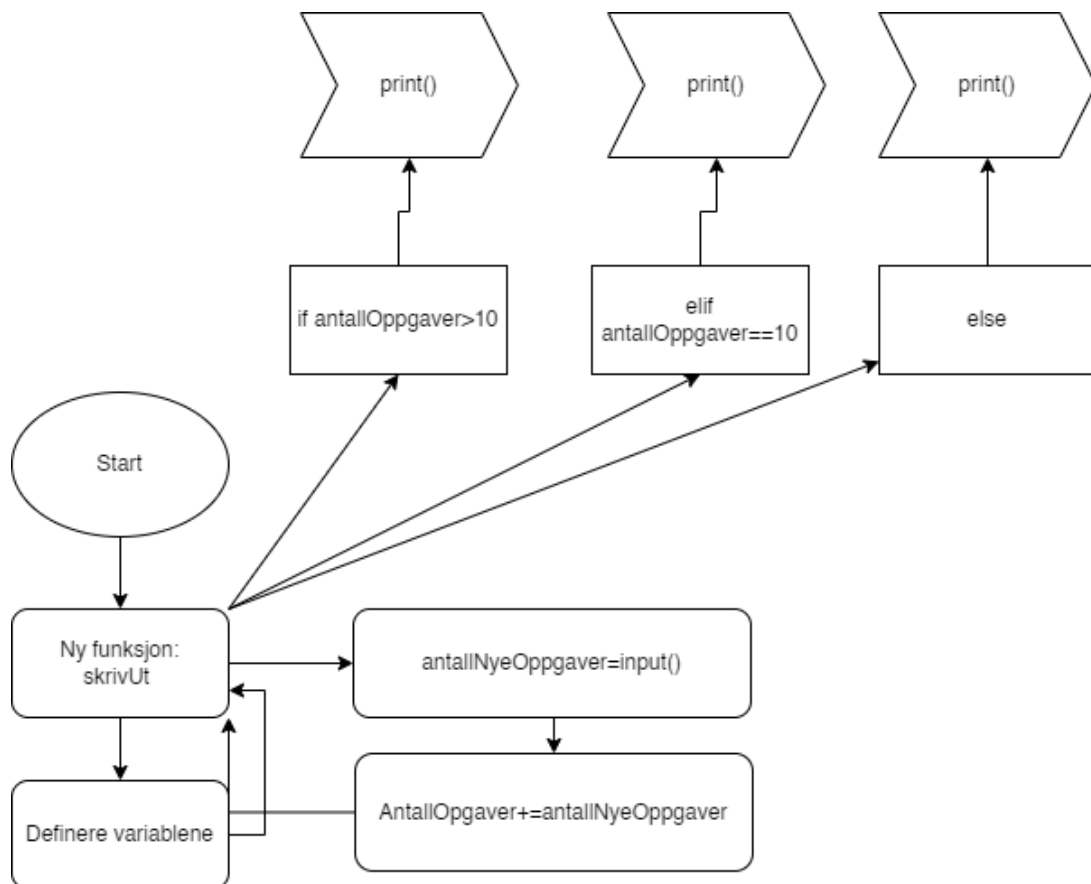 print()
print()
print()
if antallOppgaver>10
elif
antallOppgaver==10
else
Start
Ny funksjon:
skrivUt
antallNyeOppgaver=input()
Definere variablene
AntallOpgaver+=antallNyeOppgaver